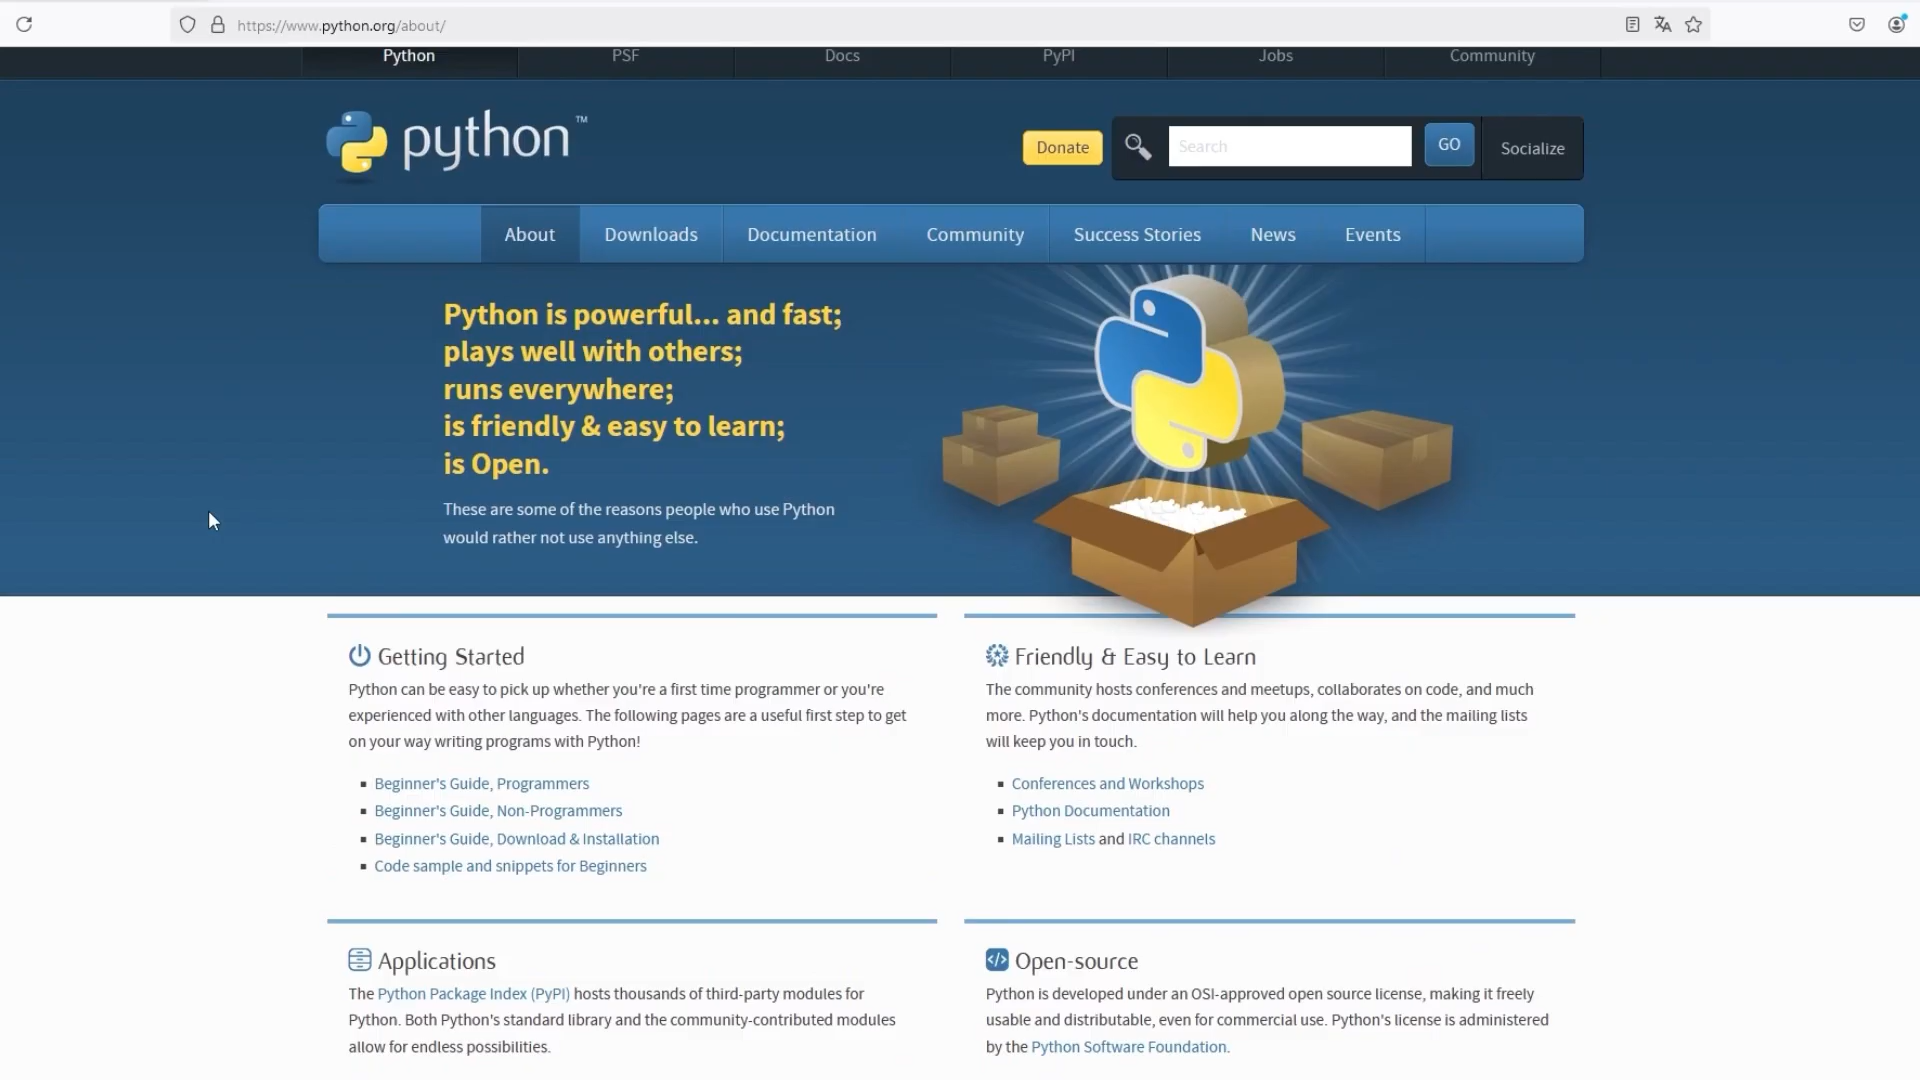 https://www.python.org/about/
Python PSF Docs PyPI Jobs Community
python™
Donate Search GO Socialize
About Downloads Documentation Community Success Stories News Events
Python is powerful... and fast;
plays well with others;
runs everywhere;
is friendly & easy to learn;
is Open.
These are some of the reasons people who use Python
would rather not use anything else.
Getting Started
Python can be easy to pick up whether you're a first time programmer or you're
experienced with other languages. The following pages are a useful first step to get
on your way writing programs with Python!
Beginner's Guide, Programmers
Beginner's Guide, Non-Programmers
Beginner's Guide, Download & Installation
Code sample and snippets for Beginners
Friendly & Easy to Learn
The community hosts conferences and meetups, collaborates on code, and much
more. Python's documentation will help you along the way, and the mailing lists
will keep you in touch.
Conferences and Workshops
Python Documentation
Mailing Lists and IRC channels
Applications
The Python Package Index (PyPI) hosts thousands of third-party modules for
Python. Both Python's standard library and the community-contributed modules
allow for endless possibilities.
Open-source
Python is developed under an OSI-approved open source license, making it freely
usable and distributable, even for commercial use. Python's license is administered
by the Python Software Foundation.